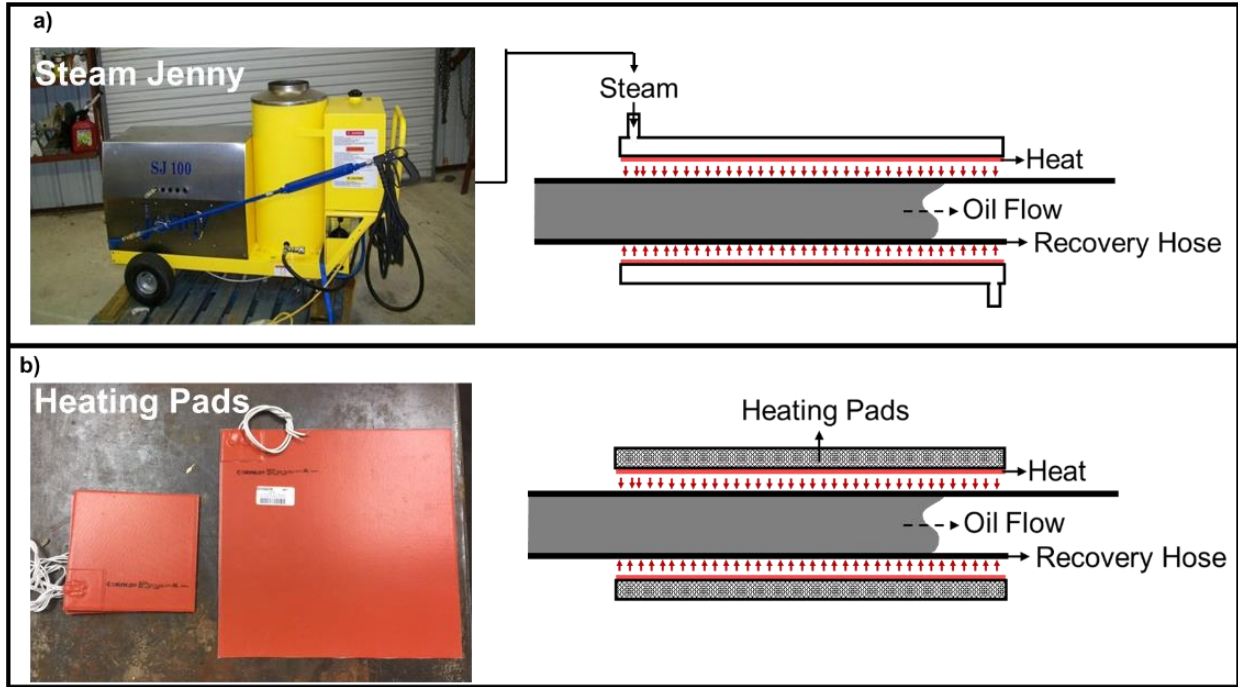 a)
Steam Jenny
SJ 100
Steam
Heat
Oil Flow
Recovery Hose
b)
Heating Pads
Heating Pads
Heat
Oil Flow
Recovery Hose